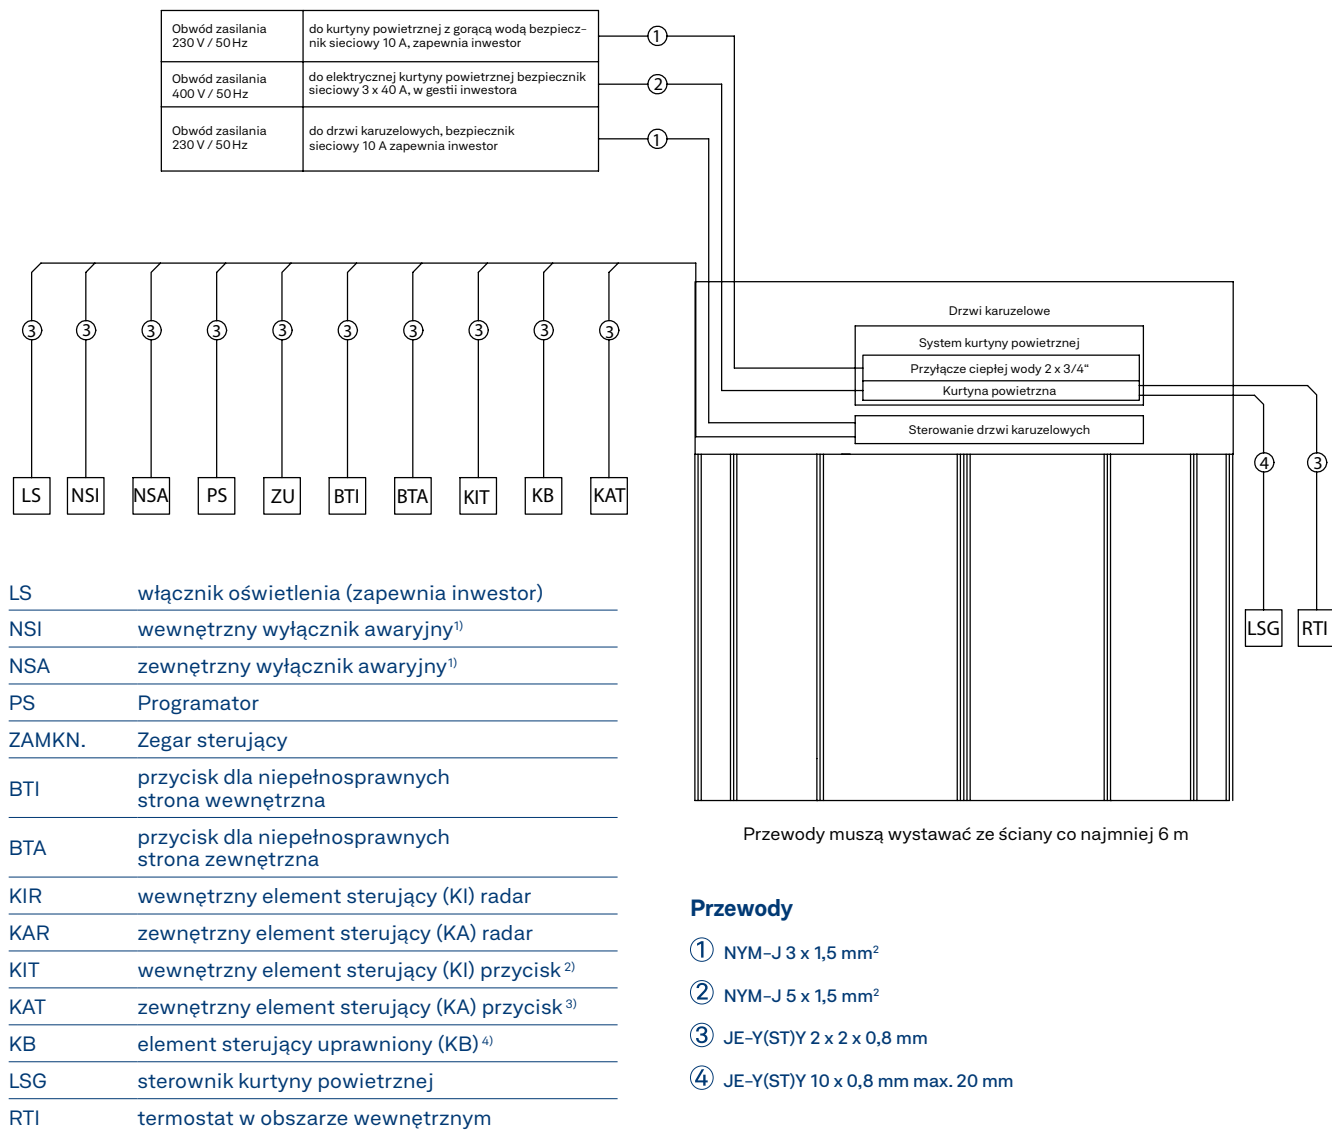 Obwód zasilania
230 V / 50 Hz
do kurtyny powietrznej z gorącą wodą bezpiecz-
nik sieciowy 10 A, zapewnia inwestor
1
Obwód zasilania
400 V / 50 Hz
do elektrycznej kurtyny powietrznej bezpiecznik
sieciowy 3 x 40 A, w gestii inwestora
2
Obwód zasilania
230 V / 50 Hz
do drzwi karuzelowych, bezpiecznik
sieciowy 10 A zapewnia inwestor
1
3 3 3 3 3 3 3 3 3 3
LS NSI NSA PS ZU BTI BTA KIT KB KAT
Drzwi karuzelowe
System kurtyny powietrznej
Przyłącze ciepłej wody 2 x 3/4“
Kurtyna powietrzna
Sterowanie drzwi karuzelowych
4 3
LSG RTI
LS włącznik oświetlenia (zapewnia inwestor)
NSI wewnętrzny wyłącznik awaryjny1)
NSA zewnętrzny wyłącznik awaryjny1)
PS Programator
ZAMKN. Zegar sterujący
BTI przycisk dla niepełnosprawnych
strona wewnętrzna
BTA przycisk dla niepełnosprawnych
strona zewnętrzna
KIR wewnętrzny element sterujący (KI) radar
KAR zewnętrzny element sterujący (KA) radar
KIT wewnętrzny element sterujący (KI) przycisk 2)
KAT zewnętrzny element sterujący (KA) przycisk 3)
KB element sterujący uprawniony (KB) 4)
LSG sterownik kurtyny powietrznej
RTI termostat w obszarze wewnętrznym
Przewody muszą wystawać ze ściany co najmniej 6 m
Przewody
1 NYM-J 3 x 1,5 mm²
2 NYM-J 5 x 1,5 mm²
3 JE-Y(ST)Y 2 x 2 x 0,8 mm
4 JE-Y(ST)Y 10 x 0,8 mm max. 20 mm